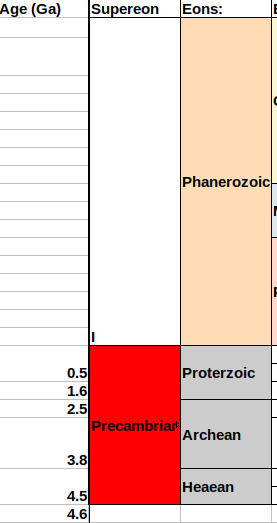 Age (Ga) Supereon Eons:
Phanerozoic
I
0.5 Proterzoic
1.6
2.5
Precambrian
Archean
3.8
Heaean
4.5
4.6